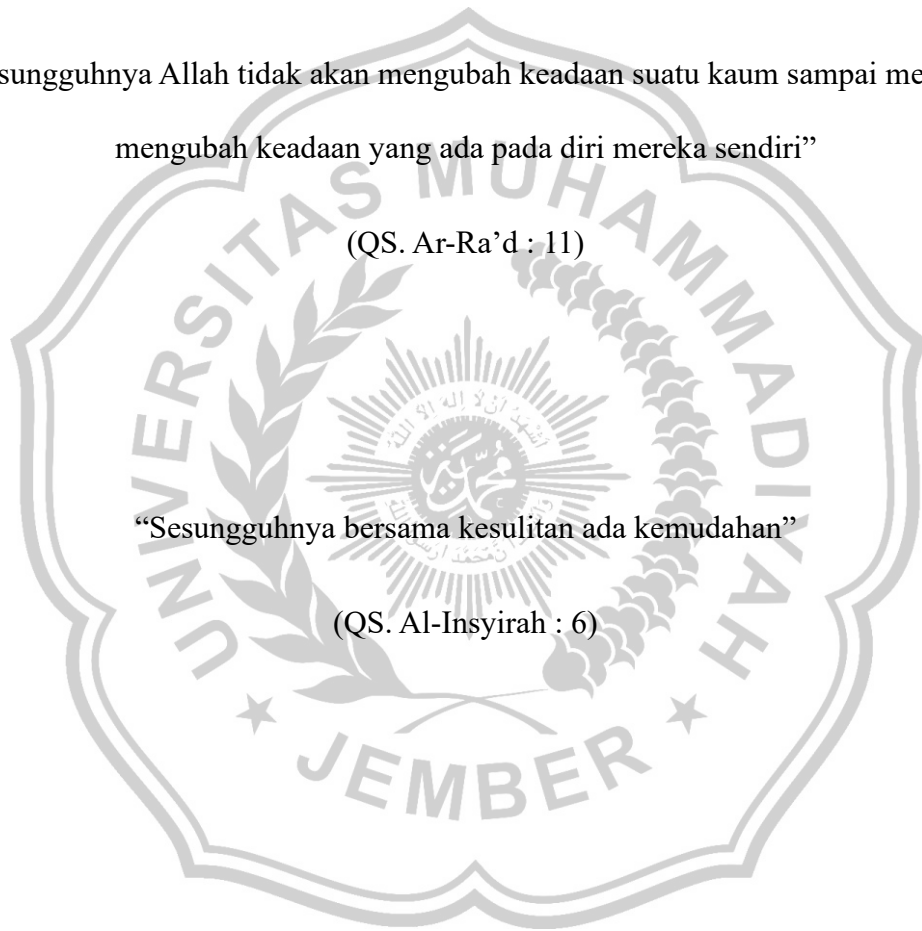 sungguhnya Allah tidak akan mengubah keadaan suatu kaum sampai me
mengubah keadaan yang ada pada diri mereka sendiri”
(QS. Ar-Ra’d : 11)
“Sesungguhnya bersama kesulitan ada kemudahan”
(QS. Al-Insyirah : 6)
UNIVERSITAS MUHAMMADIYAH
JEMBER